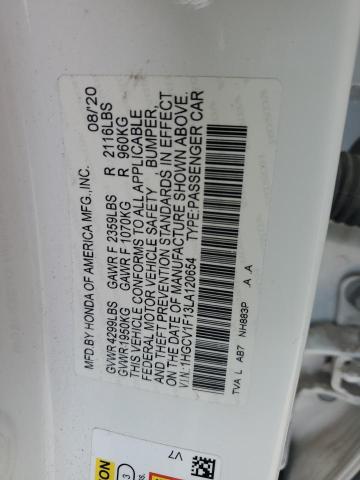 MFD.BY HONDA OF AMERICA MFG.,INC. 08/'20
GVWR4299LBS GAWR F 2359LBS R 2116LBS
GVWR1950KG GAWR F 1070KG R 960KG
THIS VEHICLE CONFORMS TO ALL APPLICABLE
FEDERAL MOTOR VEHICLE SAFETY, BUMPER,
AND THEFT PREVENTION STANDARDS IN EFFECT
ON THE DATE OF MANUFACTURE SHOWN ABOVE.
VIN:1HGCV1F13LA120654 TYPE:PASSENGER CAR
TVA L AB7 NH883P A A
V7